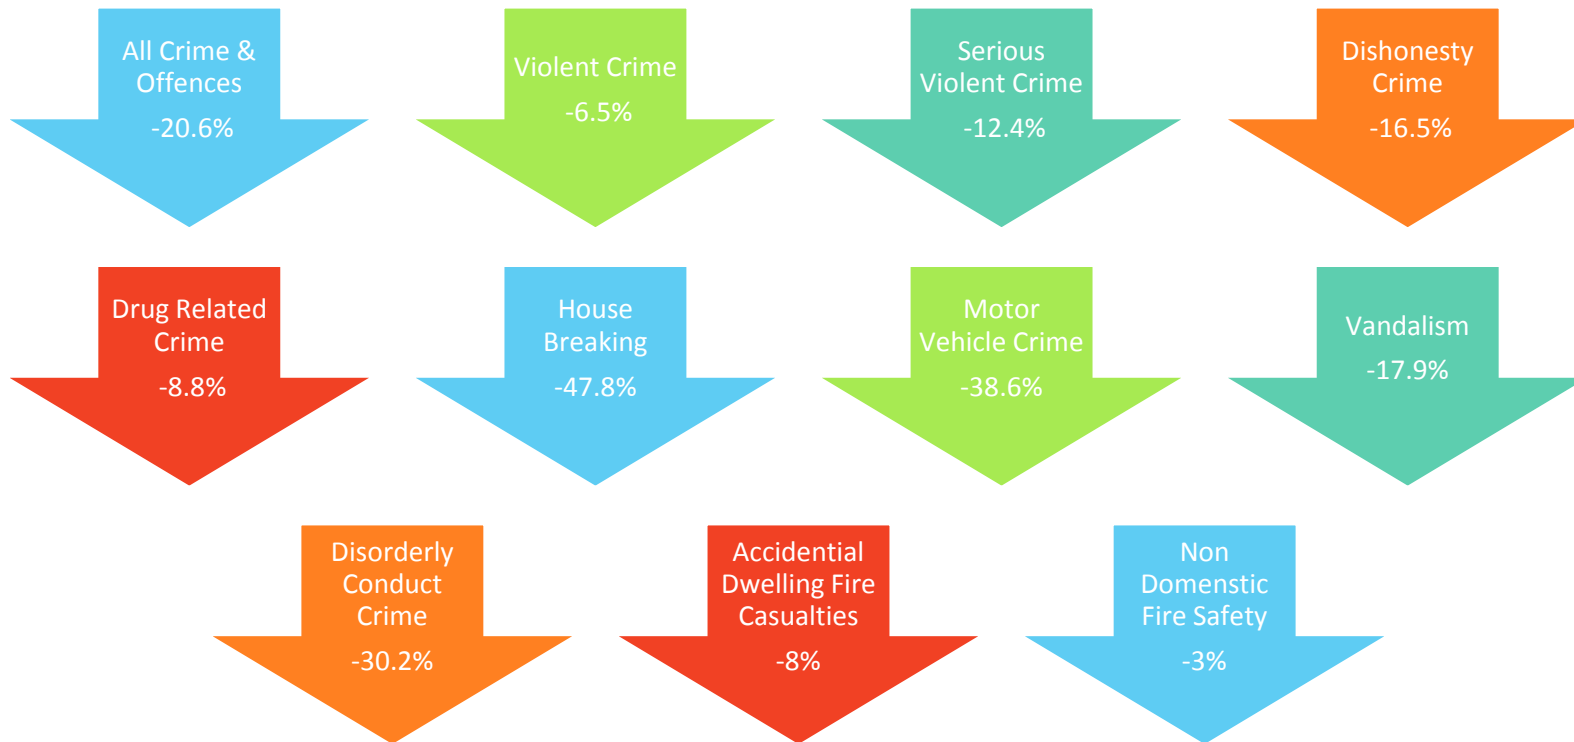 All Crime &
Offences
-20.6%
Violent Crime
-6.5%
Serious
Violent Crime
-12.4%
Dishonesty
Crime
-16.5%
Drug Related
Crime
-8.8%
House
Breaking
-47.8%
Motor
Vehicle Crime
-38.6%
Vandalism
-17.9%
Disorderly
Conduct
Crime
-30.2%
Accidential
Dwelling Fire
Casualties
-8%
Non
Domenstic
Fire Safety
-3%